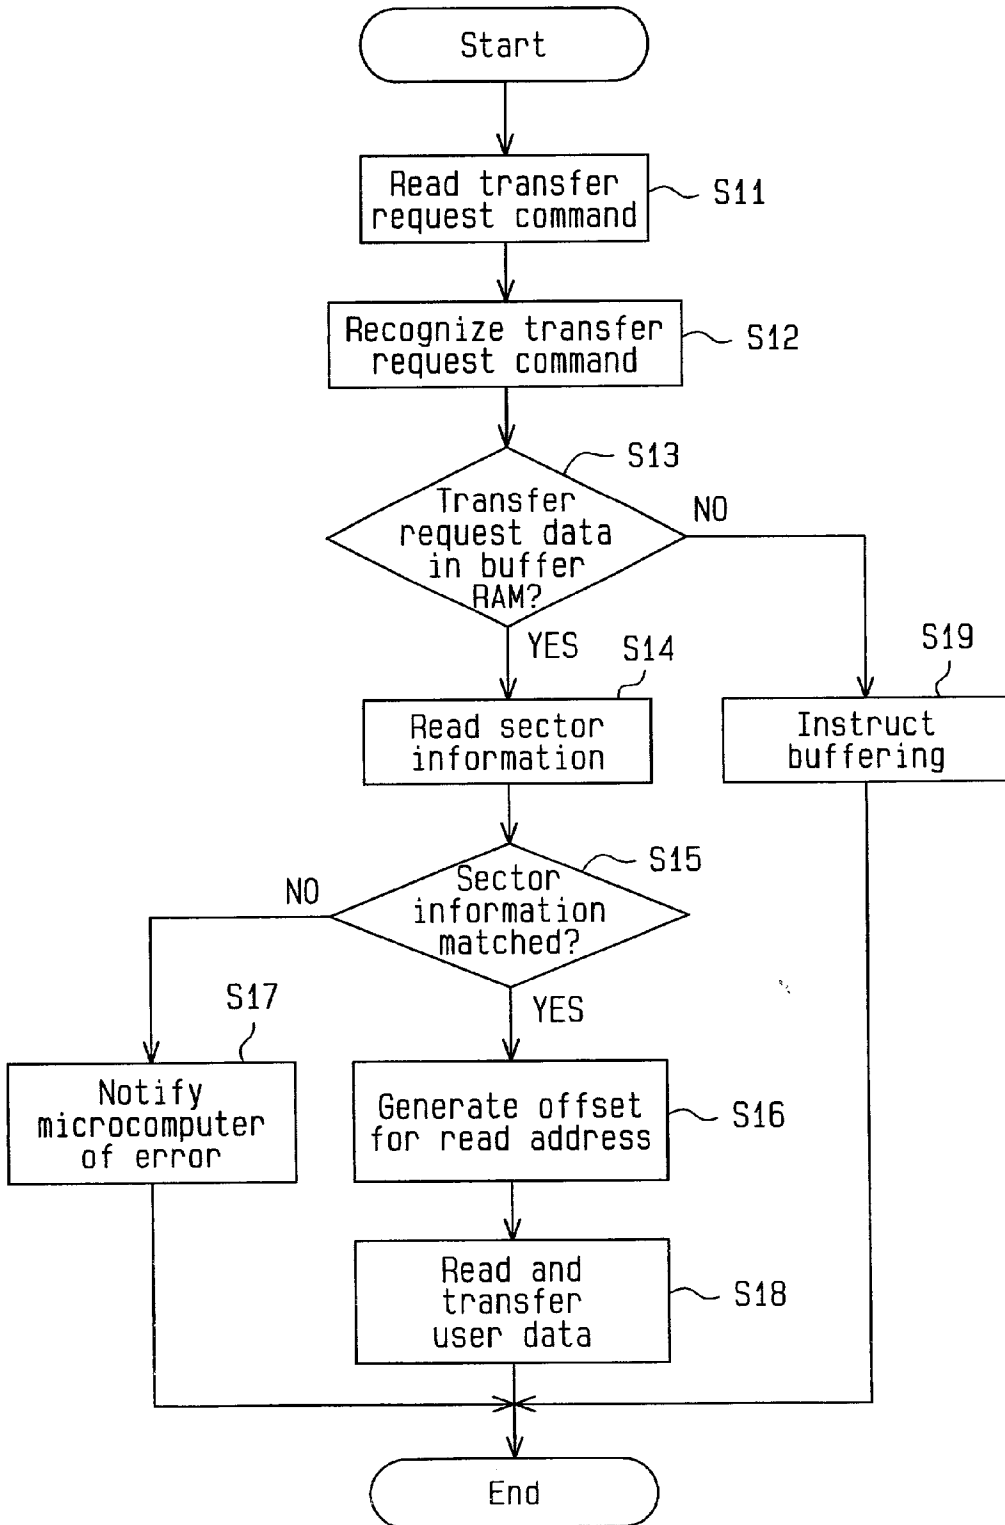 Start
Read transfer
request command
S11
Recognize transfer
request command
S12
S13
Transfer
request data
in buffer
RAM?
NO
YES
S14
S19
Read sector
information
Instruct
buffering
S15
NO
Sector
information
matched?
S17
YES
Notify
microcomputer
of error
Generate offset
for read address
S16
Read and
transfer
user data
S18
End